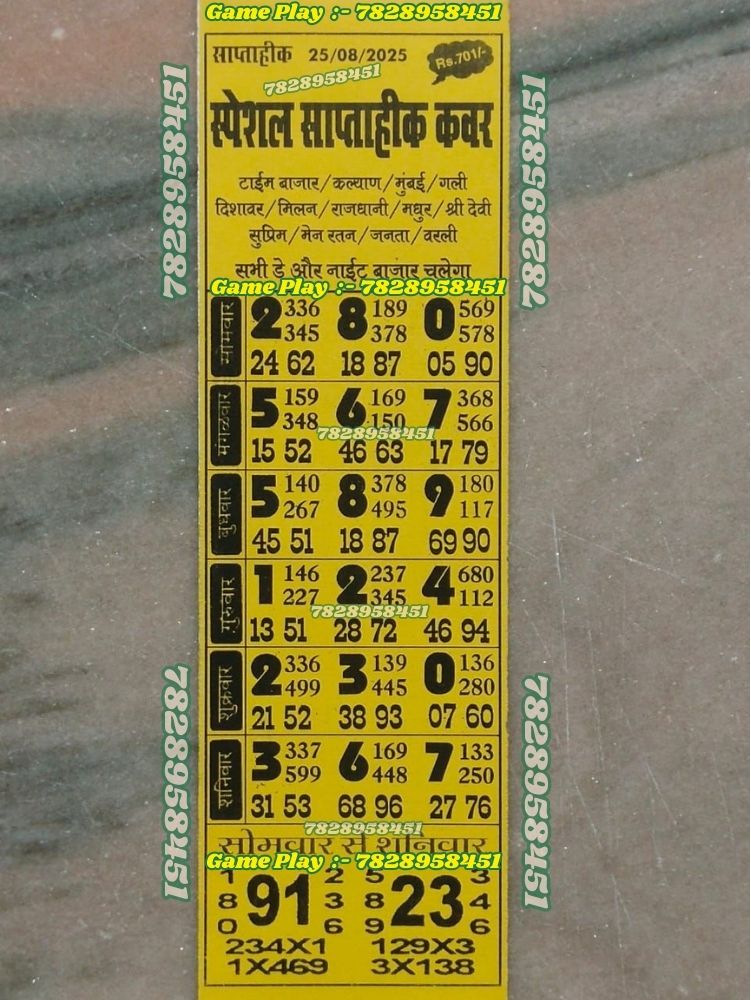 Game Play :- 7828958451
साप्ताहीक 25/08/2025 Rs.701/-
7828958451
स्पेशल साप्ताहीक कवर
टाईम बाजार/कल्याण/मुंबई/गली
दिशावर/मिलन/राजधानी/मधुर/श्री देवी
सुप्रिम/मेन रतन/जनता/वरली
सभी डे और नाईट बाजार चलेगा
Game Play :- 7828958451
सोमवार
2 336 8 189 0 569
345 378 578
24 62 18 87 05 90
मंगळवार
5 159 6 169 7 368
348 150 566
7828958451
15 52 46 63 17 79
बुधवार
5 140 8 378 9 180
267 495 117
45 51 18 87 69 90
गुरुवार
1 146 2 237 4 680
227 345 112
7828958451
13 51 28 72 46 94
शुक्रवार
2 336 3 139 0 136
499 445 280
21 52 38 93 07 60
शनिवार
3 337 6 169 7 133
599 448 250
31 53 68 96 27 76
7828958451
सोमवार से शनिवार
Game Play :- 7828958451
1 2 5 3
8 91 3 8 23 4
0 6 9 6
234X1 129X3
1X469 3X138
7828958451
7828958451
7828958451
7828958451